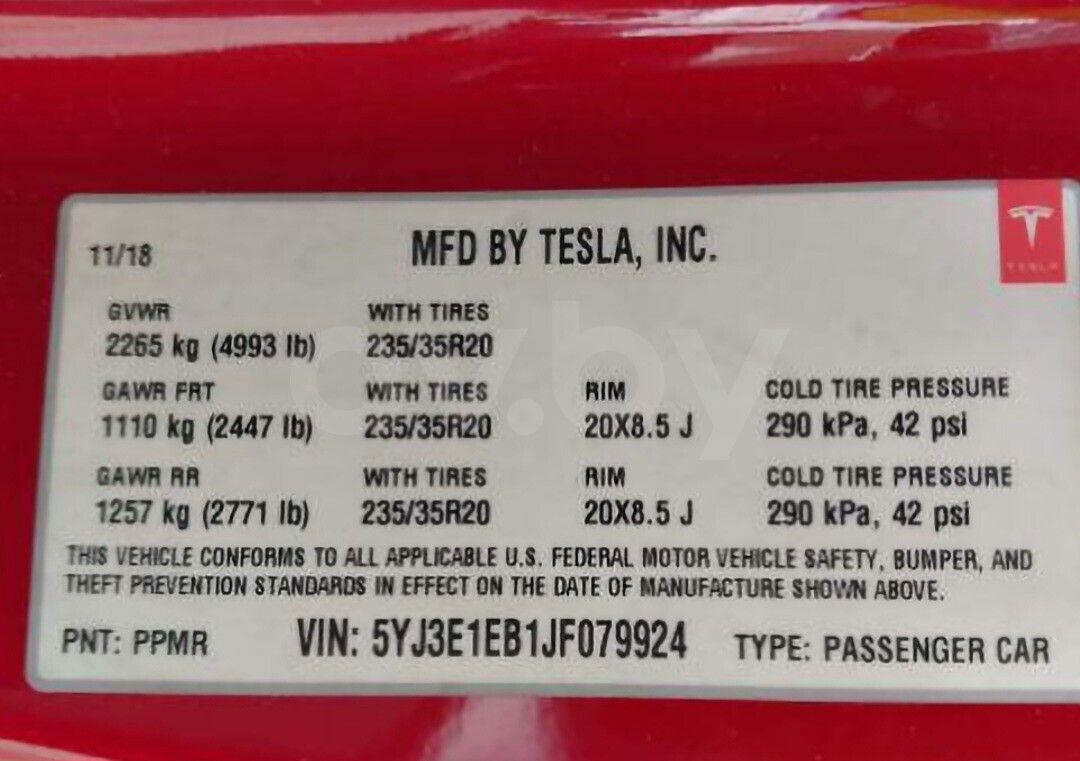 11/18 MFD BY TESLA, INC.
TESLA
GVWR WITH TIRES
2265 kg (4993 lb) 235/35R20
GAWR FRT WITH TIRES RIM COLD TIRE PRESSURE
1110 kg (2447 lb) 235/35R20 20X8.5 J 290 kPa, 42 psi
GAWR RR WITH TIRES RIM COLD TIRE PRESSURE
1257 kg (2771 lb) 235/35R20 20X8.5 J 290 kPa, 42 psi
THIS VEHICLE CONFORMS TO ALL APPLICABLE U.S. FEDERAL MOTOR VEHICLE SAFETY, BUMPER, AND
THEFT PREVENTION STANDARDS IN EFFECT ON THE DATE OF MANUFACTURE SHOWN ABOVE.
PNT: PPMR VIN: 5YJ3E1EB1JF079924 TYPE: PASSENGER CAR
av.by